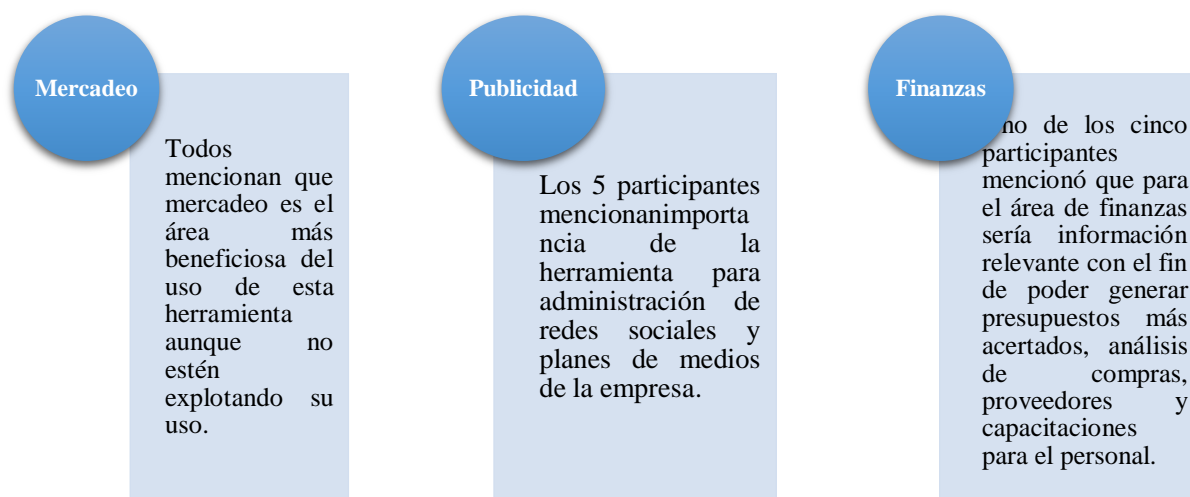 Mercadeo
Todos
mencionan que
mercadeo es el
área más
beneficiosa del
uso de esta
herramienta
aunque no
estén
explotando su
uso.
Publicidad
Los 5 participantes
mencionanimporta
ncia de la
herramienta para
administración de
redes sociales y
planes de medios
de la empresa.
Finanzas
no de los cinco
participantes
mencionó que para
el área de finanzas
sería información
relevante con el fin
de poder generar
presupuestos más
acertados, análisis
de compras,
proveedores y
capacitaciones
para el personal.